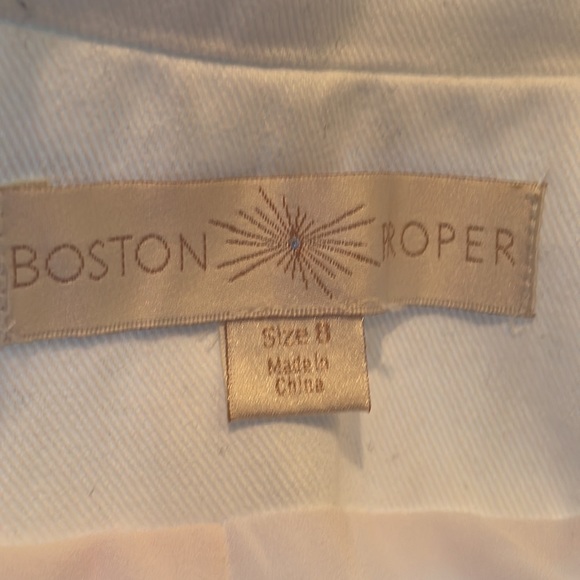 BOSTON ROPER
Size 8
Made in
China